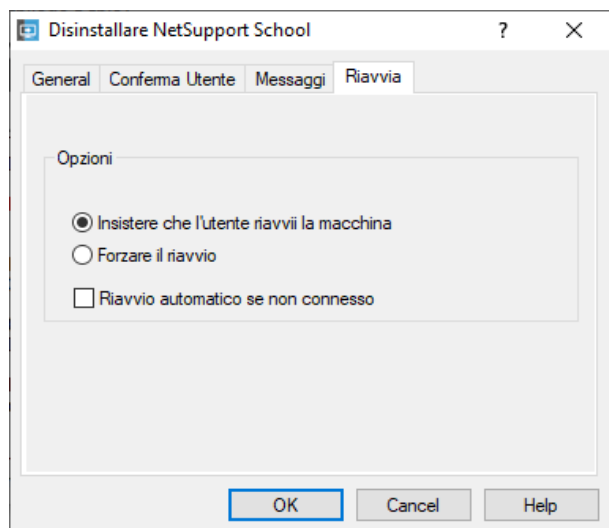 Disinstallare NetSupport School
?
General
Conferma Utente
Messaggi
Riavvia
Opzioni
Insistere che l'utente riavvii la macchina
Forzare il riavvio
Riavvio automatico se non connesso
OK
Cancel
Help